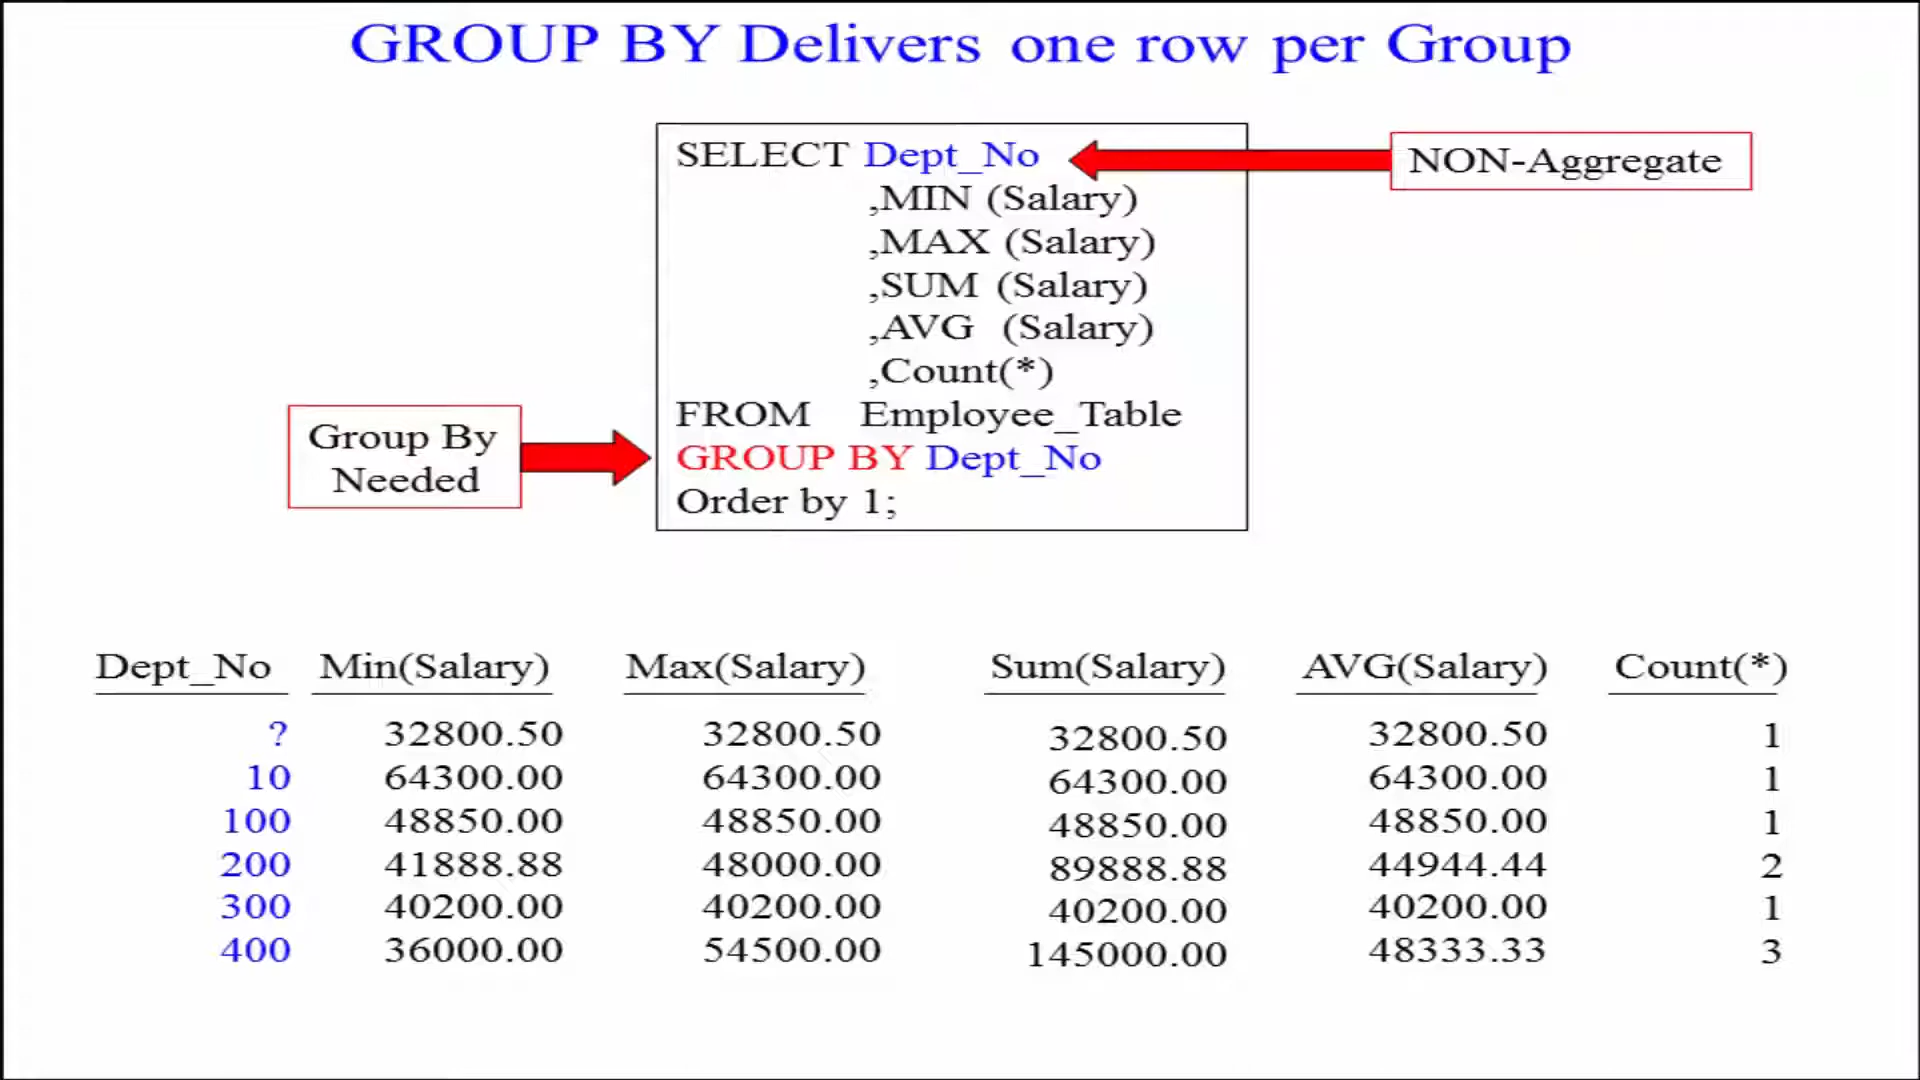 GROUP BY Delivers one row per Group
SELECT Dept_No
NON-Aggregate
,MIN (Salary)
,MAX (Salary)
,SUM (Salary)
,AVG (Salary)
,Count(*)
FROM Employee_Table
Group By
Needed
GROUP BY Dept_No
Order by 1;
Dept_No Min(Salary) Max(Salary) Sum(Salary) AVG(Salary) Count(*)
? 32800.50 32800.50 32800.50 32800.50 1
10 64300.00 64300.00 64300.00 64300.00 1
100 48850.00 48850.00 48850.00 48850.00 1
200 41888.88 48000.00 89888.88 44944.44 2
300 40200.00 40200.00 40200.00 40200.00 1
400 36000.00 54500.00 145000.00 48333.33 3